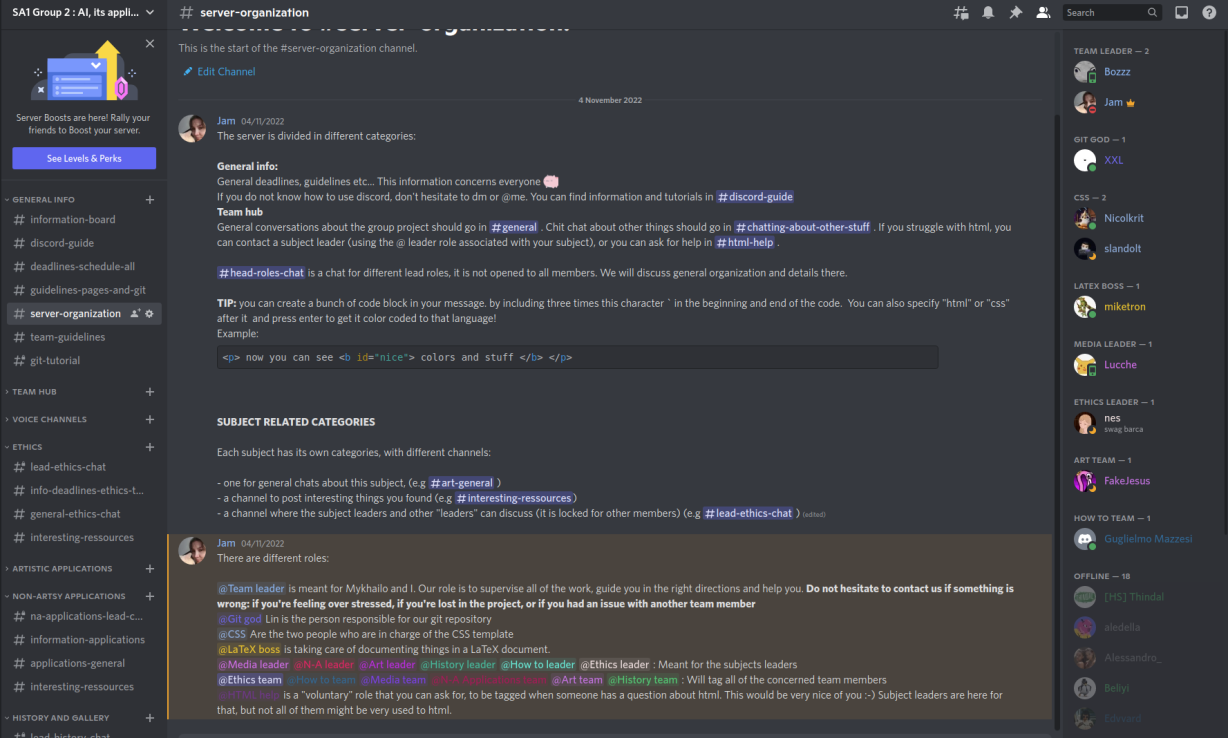 SA1 Group 2 : AI, its appli...
Server Boosts are here! Rally your
friends to Boost your server.
See Levels & Perks
GENERAL INFO
information-board
discord-guide
deadlines-schedule-all
guidelines-pages-and-git
server-organization
team-guidelines
git-tutorial
TEAM HUB
VOICE CHANNELS
ETHICS
lead-ethics-chat
info-deadlines-ethics-t...
general-ethics-chat
interesting-ressources
ARTISTIC APPLICATIONS
NON-ARTSY APPLICATIONS
na-applications-lead-c...
information-applications
applications-general
interesting-ressources
HISTORY AND GALLERY
lead-history-chat
# server-organization
Search
Welcome to #server-organization!
This is the start of the #server-organization channel.
Edit Channel
4 November 2022
Jam 04/11/2022
The server is divided in different categories:
General info:
General deadlines, guidelines etc... This information concerns everyone
If you do not know how to use discord, don't hesitate to dm or @me. You can find information and tutorials in #discord-guide
Team hub
General conversations about the group project should go in #general . Chit chat about other things should go in #chatting-about-other-stuff . If you struggle with html, you
can contact a subject leader (using the @ leader role associated with your subject), or you can ask for help in #html-help .
#head-roles-chat is a chat for different lead roles, it is not opened to all members. We will discuss general organization and details there.
TIP: you can create a bunch of code block in your message. by including three times this character ` in the beginning and end of the code. You can also specify "html" or "css"
after it and press enter to get it color coded to that language!
Example:
<p> now you can see <b id="nice"> colors and stuff </b> </p>
SUBJECT RELATED CATEGORIES
Each subject has its own categories, with different channels:
- one for general chats about this subject, (e.g #art-general )
- a channel to post interesting things you found (e.g #interesting-ressources)
- a channel where the subject leaders and other "leaders" can discuss (it is locked for other members) (e.g #lead-ethics-chat ) (edited)
Jam 04/11/2022
There are different roles:
@Team leader is meant for Mykhailo and I. Our role is to supervise all of the work, guide you in the right directions and help you. Do not hesitate to contact us if something is
wrong: if you're feeling over stressed, if you're lost in the project, or if you had an issue with another team member
@Git god Lin is the person responsible for our git repository
@CSS Are the two people who are in charge of the CSS template
@LaTeX boss is taking care of documenting things in a LaTeX document.
@Media leader @N-A leader @Art leader @History leader @How to leader @Ethics leader : Meant for the subjects leaders
@Ethics team @How to team @Media team @Art team @History team : Will tag all of the concerned team members
@HTML help is a "voluntary" role that you can ask for, to be tagged when someone has a question about html. This would be very nice of you :-) Subject leaders are here for
that, but not all of them might be very used to html.
TEAM LEADER — 2
Bozzz
Jam
GIT GOD — 1
XXL
CSS — 2
Nicolkrit
slandolt
LATEX BOSS — 1
miketron
MEDIA LEADER — 1
Lucche
ETHICS LEADER — 1
nes
swag barca
ART TEAM — 1
FakeJesus
HOW TO TEAM — 1
Guglielmo Mazzesi
OFFLINE — 18
[HS] Thindal
aledella
Alessandro_
Beliyi
Edvard